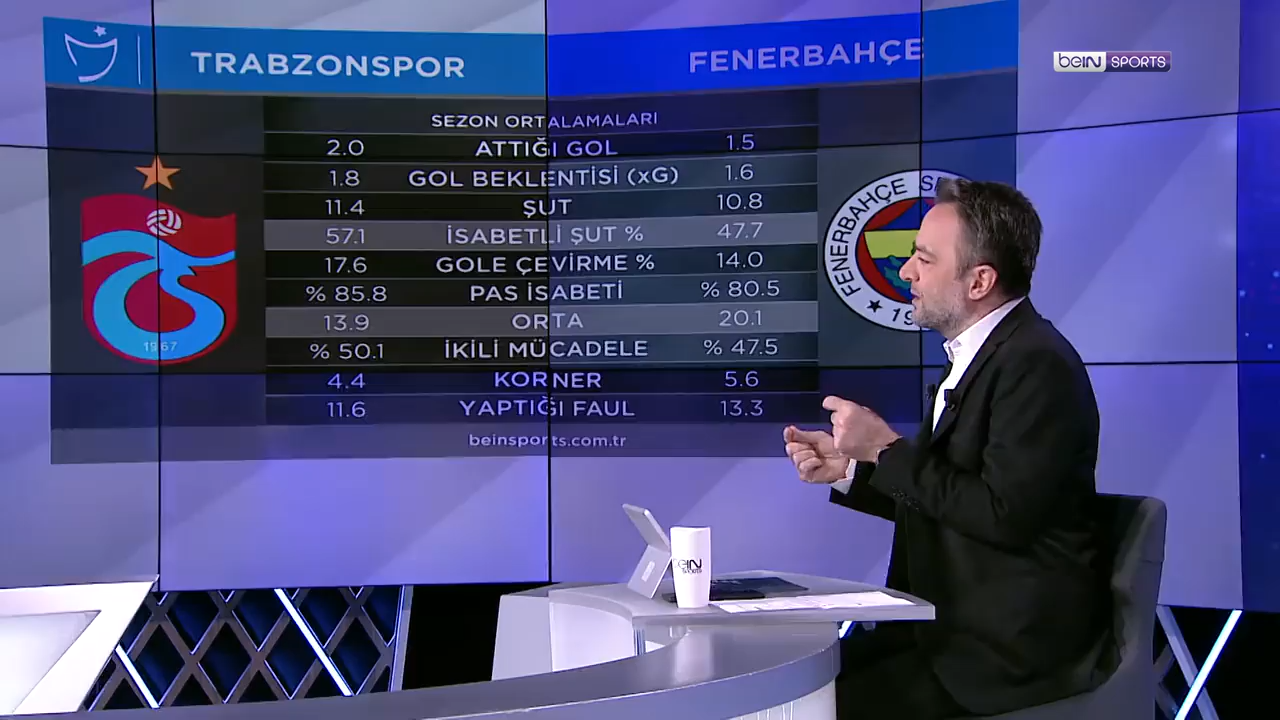 TRABZONSPOR FENERBAHÇE
beIN SPORTS
SEZON ORTALAMALARI
2.0 ATTIĞI GOL 1.5
1.8 GOL BEKLENTİSİ (xG) 1.6
11.4 ŞUT 10.8
57.1 İSABETLİ ŞUT % 47.7
17.6 GOLE ÇEVİRME % 14.0
% 85.8 PAS İSABETİ % 80.5
13.9 ORTA 20.1
% 50.1 İKİLİ MÜCADELE % 47.5
4.4 KORNER 5.6
11.6 YAPTIĞI FAUL 13.3
beinsports.com.tr
1967
FENERBAHÇE
beIN
SPORTS